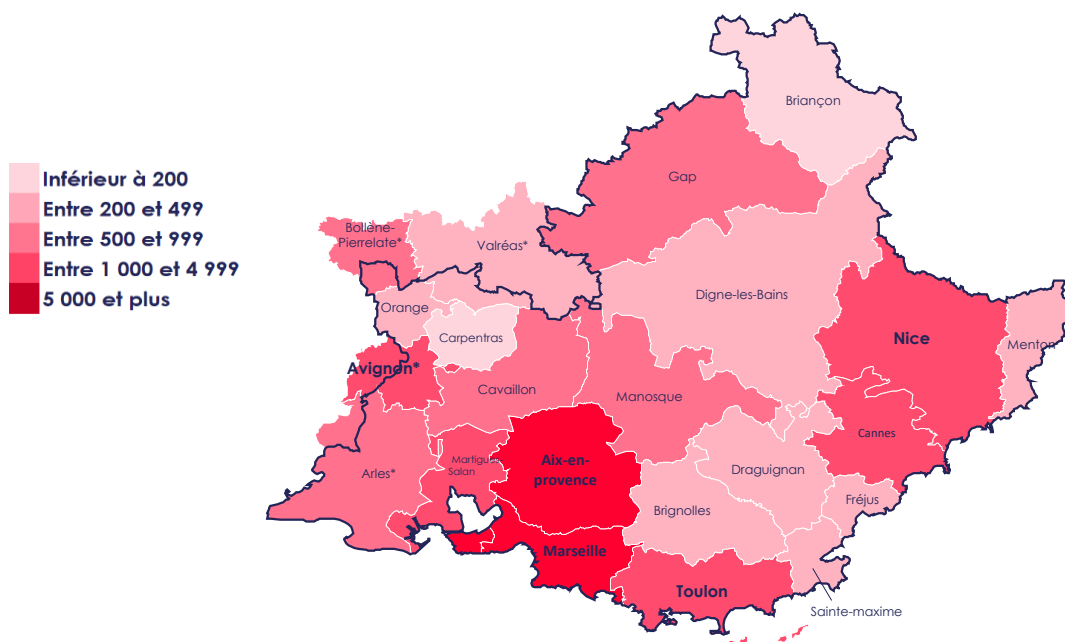 Inférieur à 200
Entre 200 et 499
Entre 500 et 999
Entre 1 000 et 4 999
5 000 et plus
Briançon
Gap
Bollène-
Pierrelate*
Valréas*
Digne-les-Bains
Orange
Carpentras
Nice
Menton
Avignon*
Cavaillon
Manosque
Cannes
Martigues-
Salan
Aix-en-
provence
Arles*
Draguignan
Fréjus
Brignolles
Marseille
Toulon
Sainte-maxime